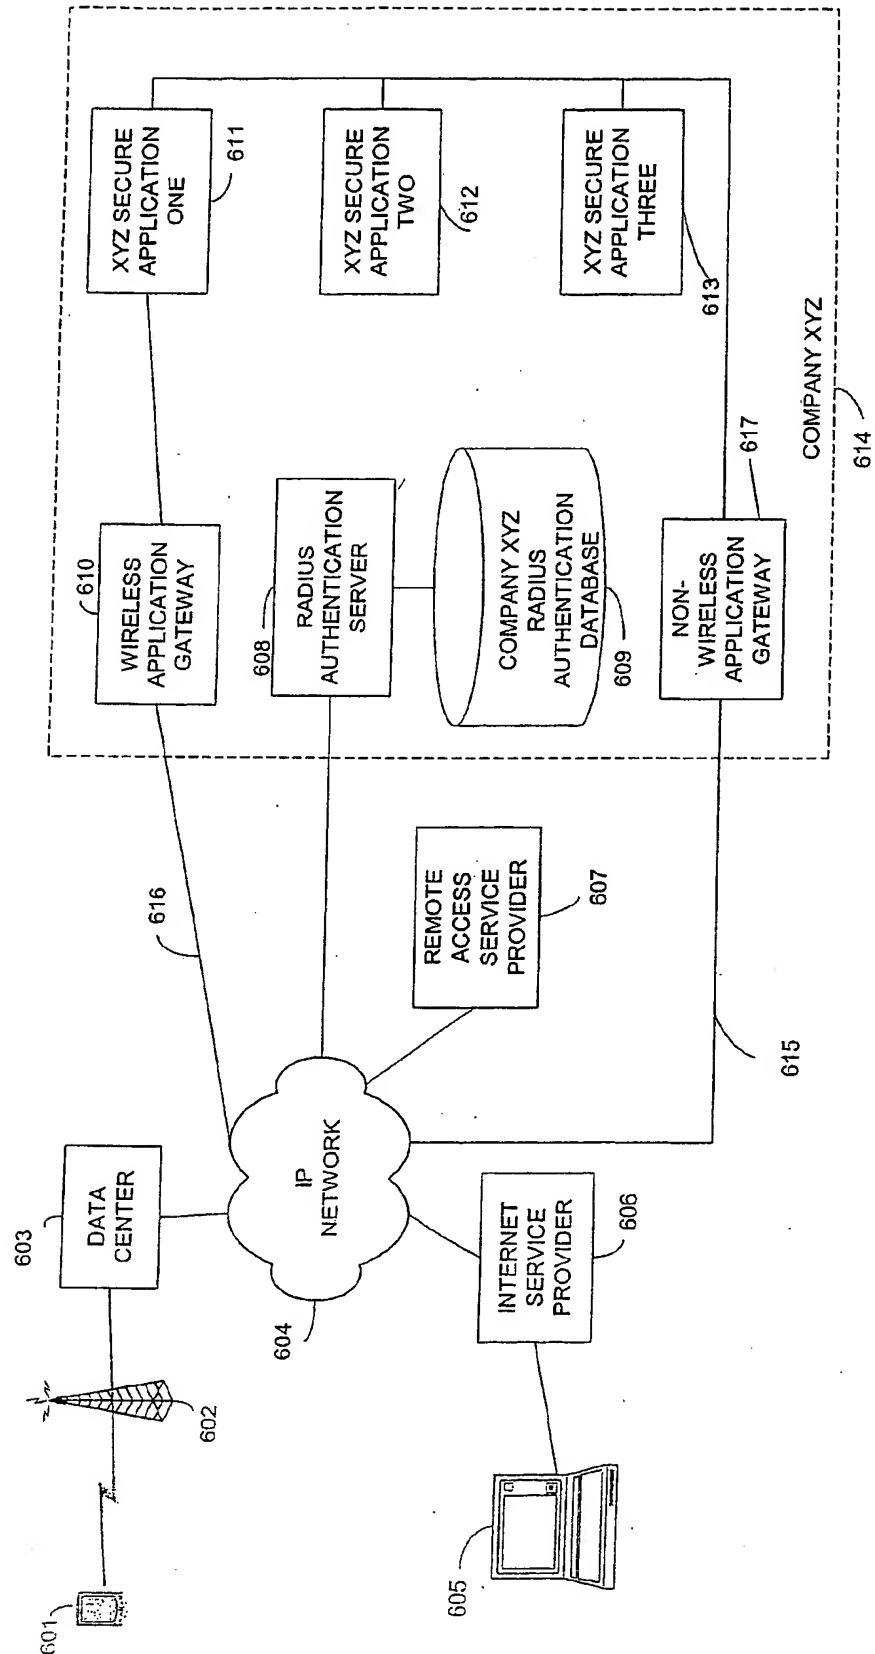 601
602
603
DATA
CENTER
604
IP
NETWORK
605
606
INTERNET
SERVICE
PROVIDER
607
REMOTE
ACCESS
SERVICE
PROVIDER
616
615
610
WIRELESS
APPLICATION
GATEWAY
608
RADIUS
AUTHENTICATION
SERVER
COMPANY XYZ
RADIUS
AUTHENTICATION
DATABASE
609
NON-
WIRELESS
APPLICATION
GATEWAY
617
XYZ SECURE
APPLICATION
ONE
611
XYZ SECURE
APPLICATION
TWO
612
XYZ SECURE
APPLICATION
THREE
613
COMPANY XYZ
614